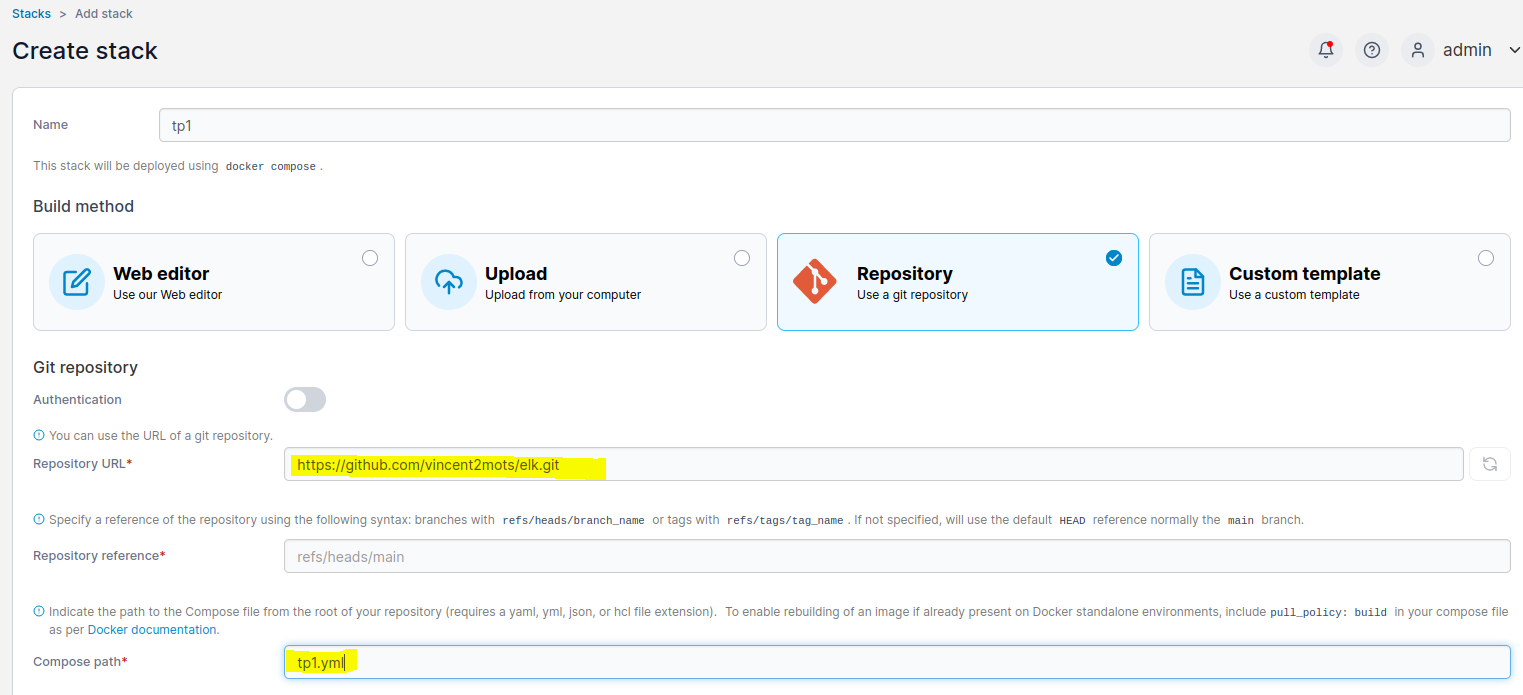 Stacks > Add stack
Create stack
admin
Name
tp1
This stack will be deployed using docker compose .
Build method
Web editor
Use our Web editor
Upload
Upload from your computer
Repository
Use a git repository
Custom template
Use a custom template
Git repository
Authentication
You can use the URL of a git repository.
Repository URL*
https://github.com/vincent2mots/elk.git
Specify a reference of the repository using the following syntax: branches with refs/heads/branch_name or tags with refs/tags/tag_name . If not specified, will use the default HEAD reference normally the main branch.
Repository reference*
refs/heads/main
Indicate the path to the Compose file from the root of your repository (requires a yaml, yml, json, or hcl file extension). To enable rebuilding of an image if already present on Docker standalone environments, include pull_policy: build in your compose file
as per Docker documentation.
Compose path*
tp1.yml